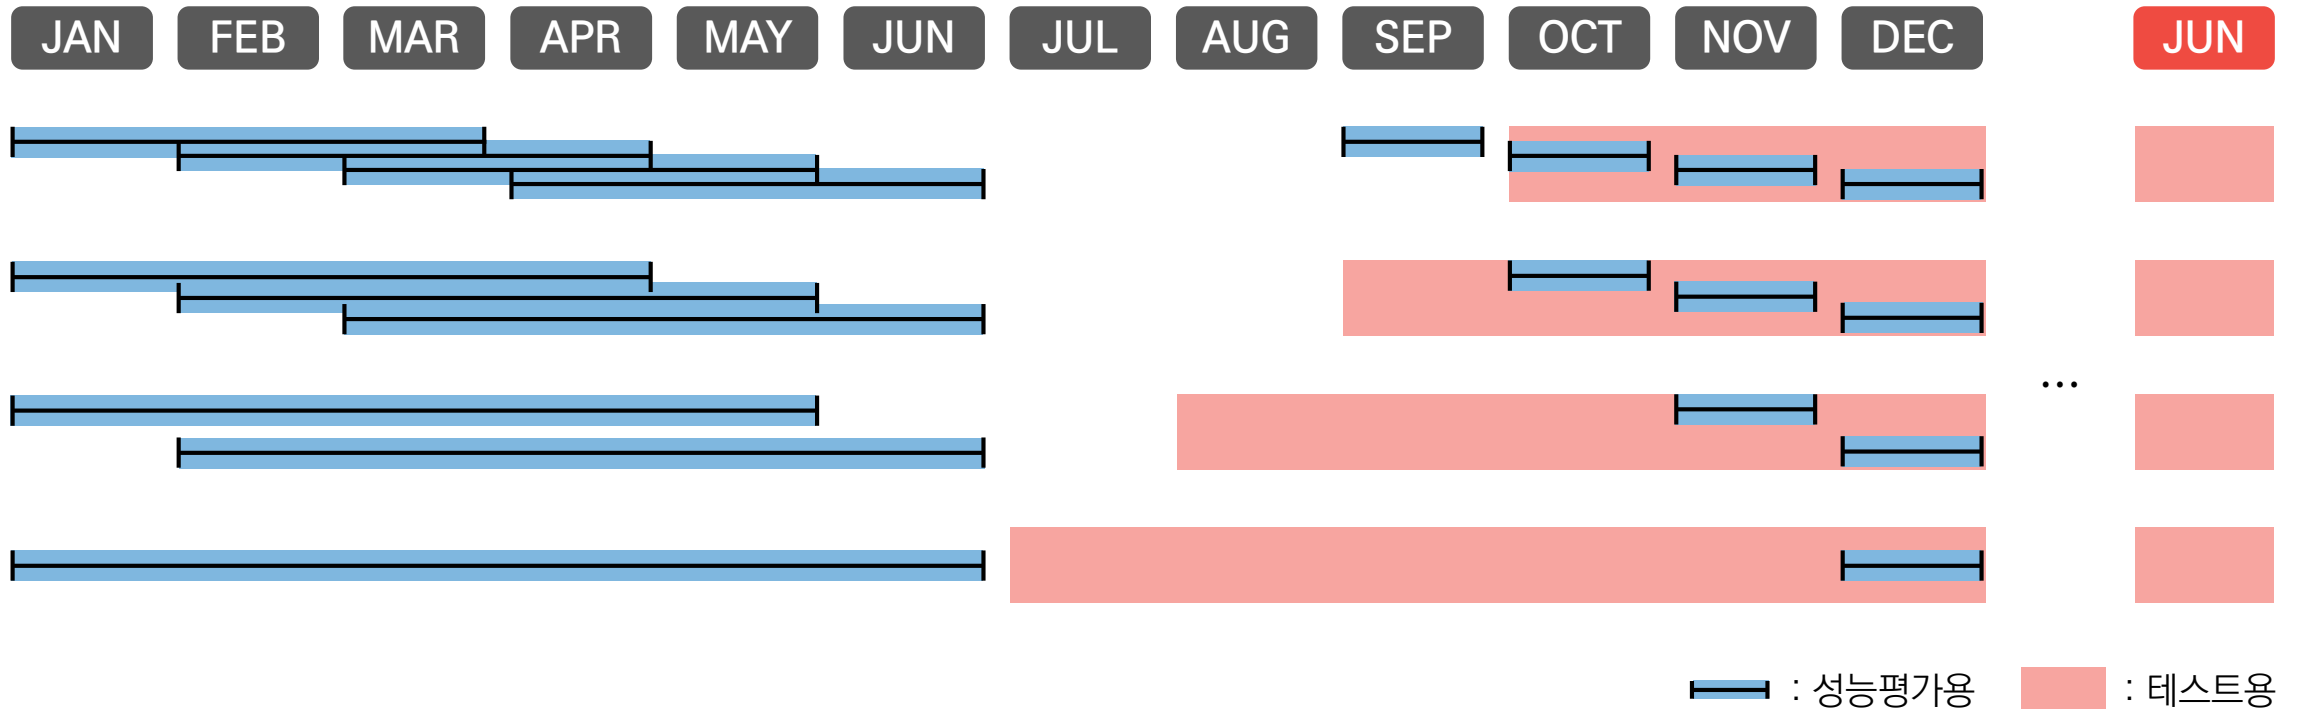 JAN FEB MAR APR MAY JUN JUL AUG SEP OCT NOV DEC JUN
...
: 성능평가용 : 테스트용